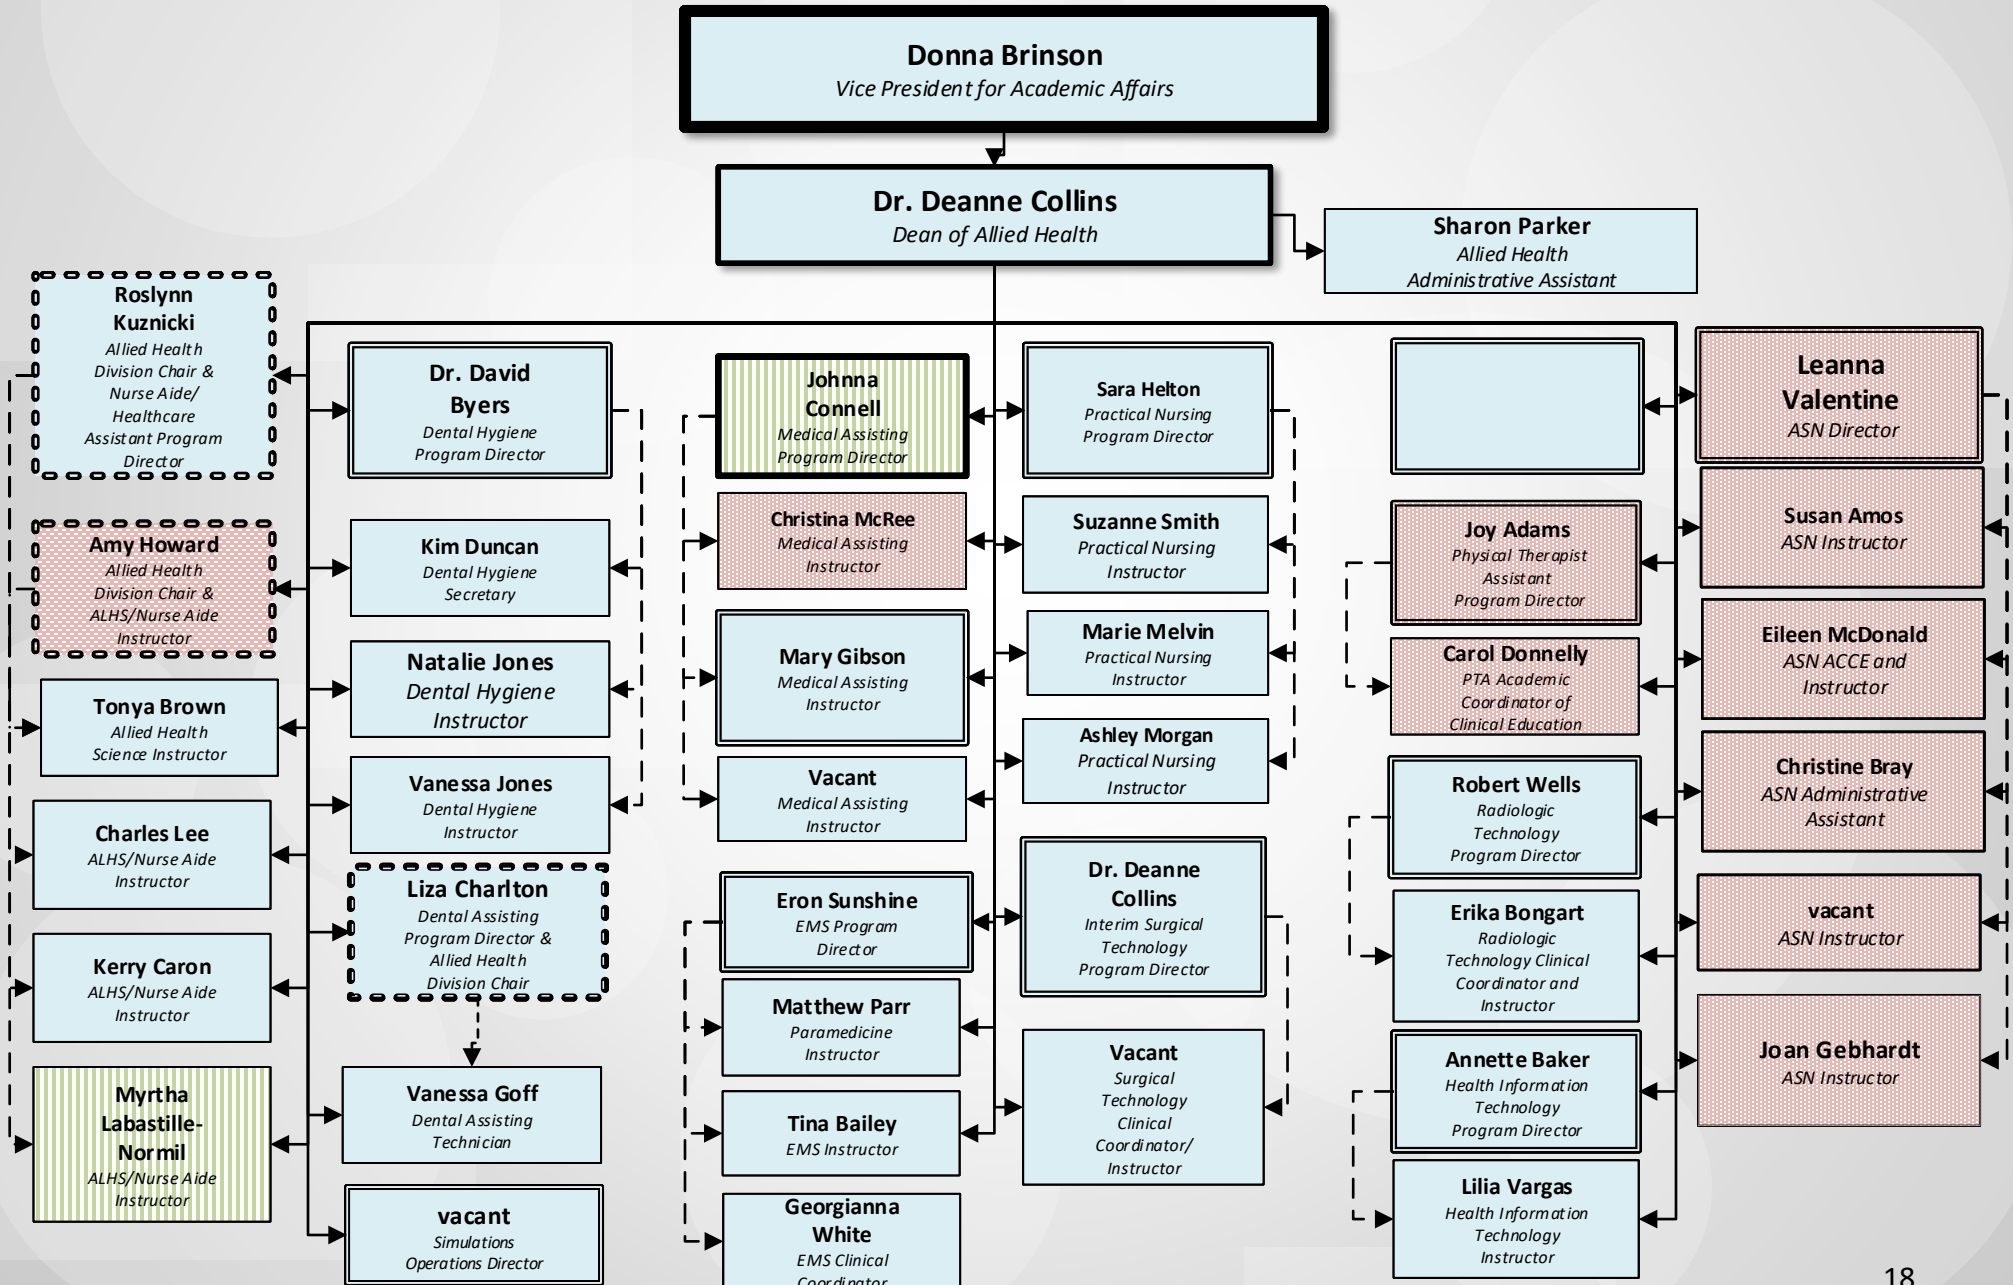 Donna Brinson
Vice President for Academic Affairs
Dr. Deanne Collins
Dean of Allied Health
Sharon Parker
Allied Health
Administrative Assistant
Roslynn
Kuznicki
Allied Health
Division Chair &
Nurse Aide/
Healthcare
Assistant Program
Director
Amy Howard
Allied Health
Division Chair &
ALHS/Nurse Aide
Instructor
Tonya Brown
Allied Health
Science Instructor
Charles Lee
ALHS/Nurse Aide
Instructor
Kerry Caron
ALHS/Nurse Aide
Instructor
Myrtha
Labastille-
Normil
ALHS/Nurse Aide
Instructor
Dr. David
Byers
Dental Hygiene
Program Director
Kim Duncan
Dental Hygiene
Secretary
Natalie Jones
Dental Hygiene
Instructor
Vanessa Jones
Dental Hygiene
Instructor
Liza Charlton
Dental Assisting
Program Director &
Allied Health
Division Chair
Vanessa Goff
Dental Assisting
Technician
vacant
Simulations
Operations Director
Johnna
Connell
Medical Assisting
Program Director
Christina McRee
Medical Assisting
Instructor
Mary Gibson
Medical Assisting
Instructor
Vacant
Medical Assisting
Instructor
Eron Sunshine
EMS Program
Director
Matthew Parr
Paramedicine
Instructor
Tina Bailey
EMS Instructor
Georgianna
White
EMS Clinical
Coordinator
Sara Helton
Practical Nursing
Program Director
Suzanne Smith
Practical Nursing
Instructor
Marie Melvin
Practical Nursing
Instructor
Ashley Morgan
Practical Nursing
Instructor
Dr. Deanne
Collins
Interim Surgical
Technology
Program Director
Vacant
Surgical
Technology
Clinical
Coordinator/
Instructor
Joy Adams
Physical Therapist
Assistant
Program Director
Carol Donnelly
PTA Academic
Coordinator of
Clinical Education
Robert Wells
Radiologic
Technology
Program Director
Erika Bongart
Radiologic
Technology Clinical
Coordinator and
Instructor
Annette Baker
Health Information
Technology
Program Director
Lilia Vargas
Health Information
Technology
Instructor
Leanna
Valentine
ASN Director
Susan Amos
ASN Instructor
Eileen McDonald
ASN ACCE and
Instructor
Christine Bray
ASN Administrative
Assistant
vacant
ASN Instructor
Joan Gebhardt
ASN Instructor
18